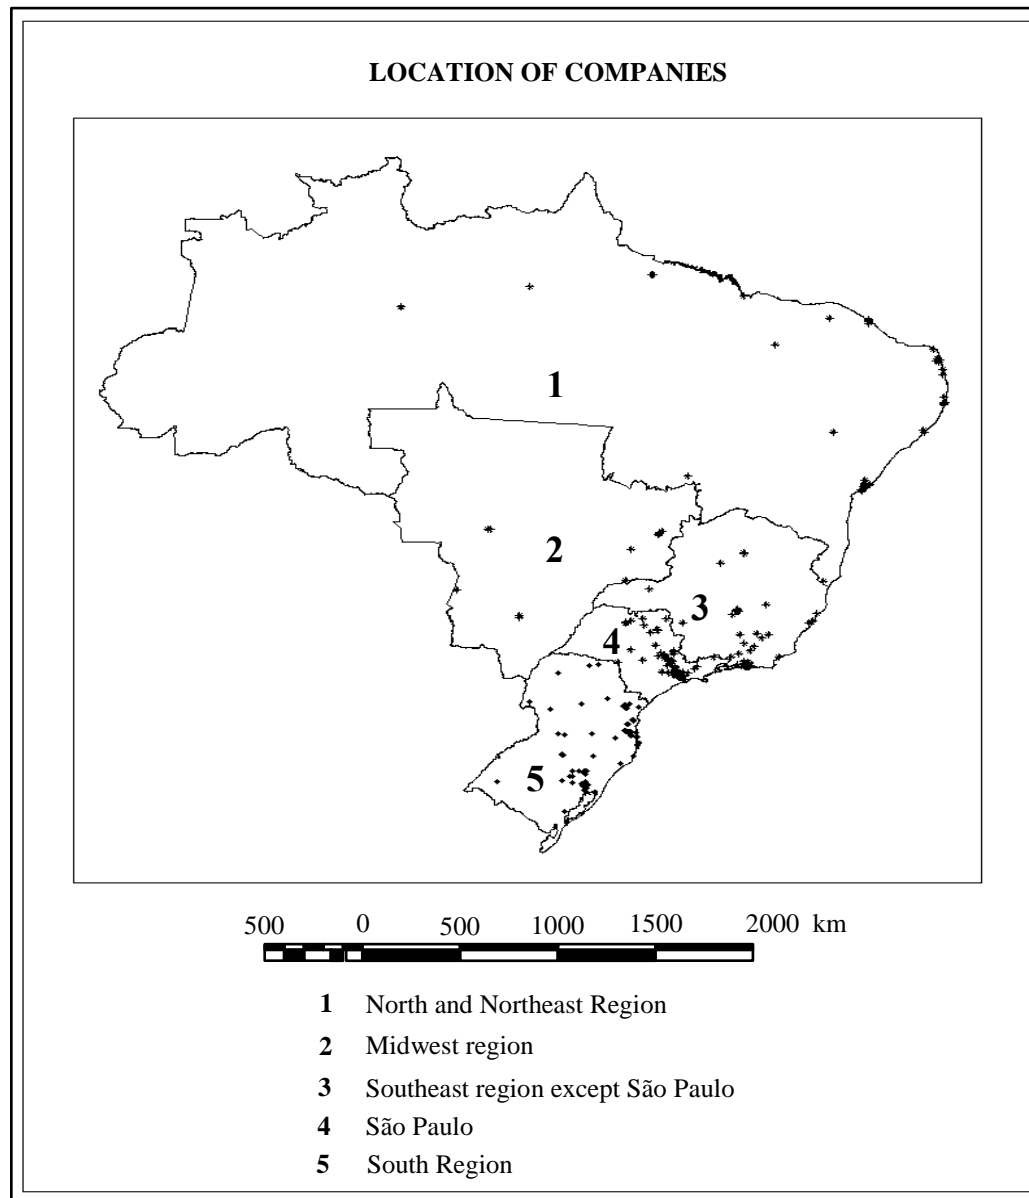 LOCATION OF COMPANIES
1
2
3
4
5
500 0 500 1000 1500 2000 km
1 North and Northeast Region
2 Midwest region
3 Southeast region except São Paulo
4 São Paulo
5 South Region